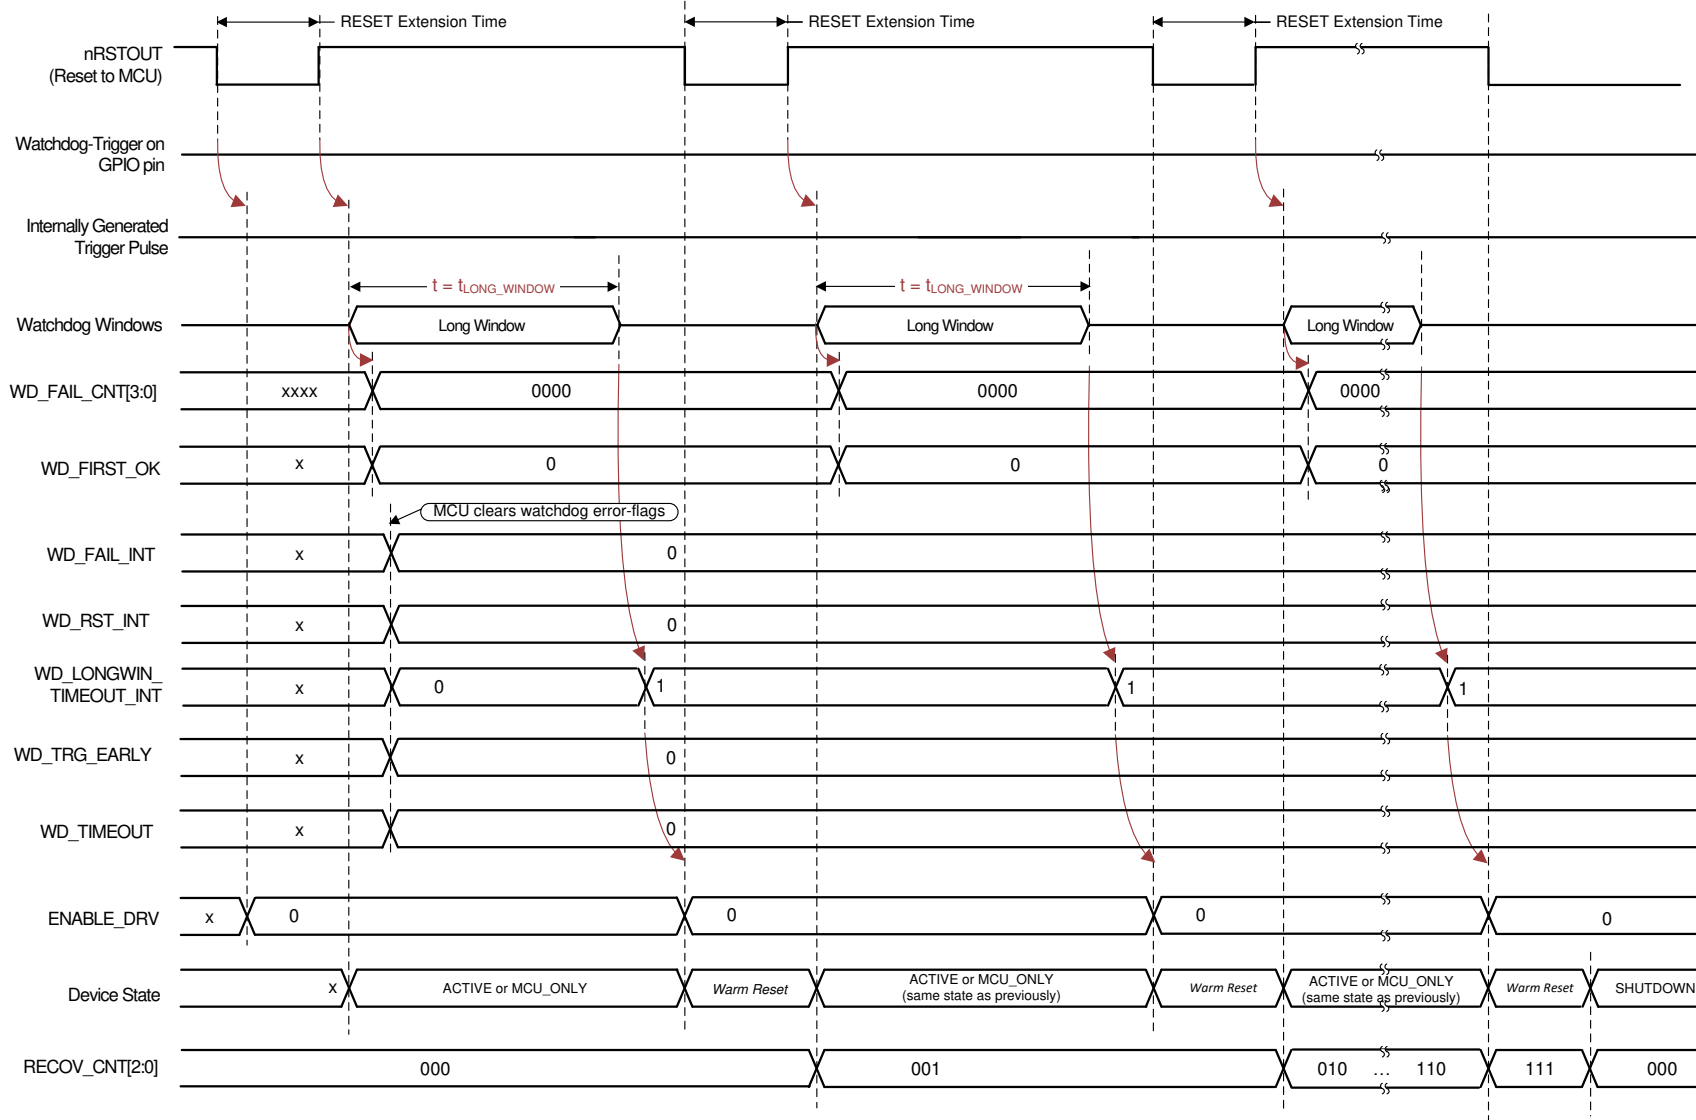 RESET Extension Time RESET Extension Time RESET Extension Time
nRSTOUT
(Reset to MCU)
Watchdog-Trigger on
GPIO pin
Internally Generated
Trigger Pulse
t = tLONG_WINDOW t = tLONG_WINDOW
Watchdog Windows Long Window Long Window Long Window
WD_FAIL_CNT[3:0] xxxx 0000 0000 0000
WD_FIRST_OK x 0 0 0
MCU clears watchdog error-flags
WD_FAIL_INT x 0
WD_RST_INT x 0
WD_LONGWIN_
TIMEOUT_INT x 0 1 1 1
WD_TRG_EARLY x 0
WD_TIMEOUT x 0
ENABLE_DRV x 0 0 0 0
Device State x ACTIVE or MCU_ONLY Warm Reset ACTIVE or MCU_ONLY
(same state as previously) Warm Reset ACTIVE or MCU_ONLY
(same state as previously) Warm Reset SHUTDOWN
RECOV_CNT[2:0] 000 001 010 ... 110 111 000